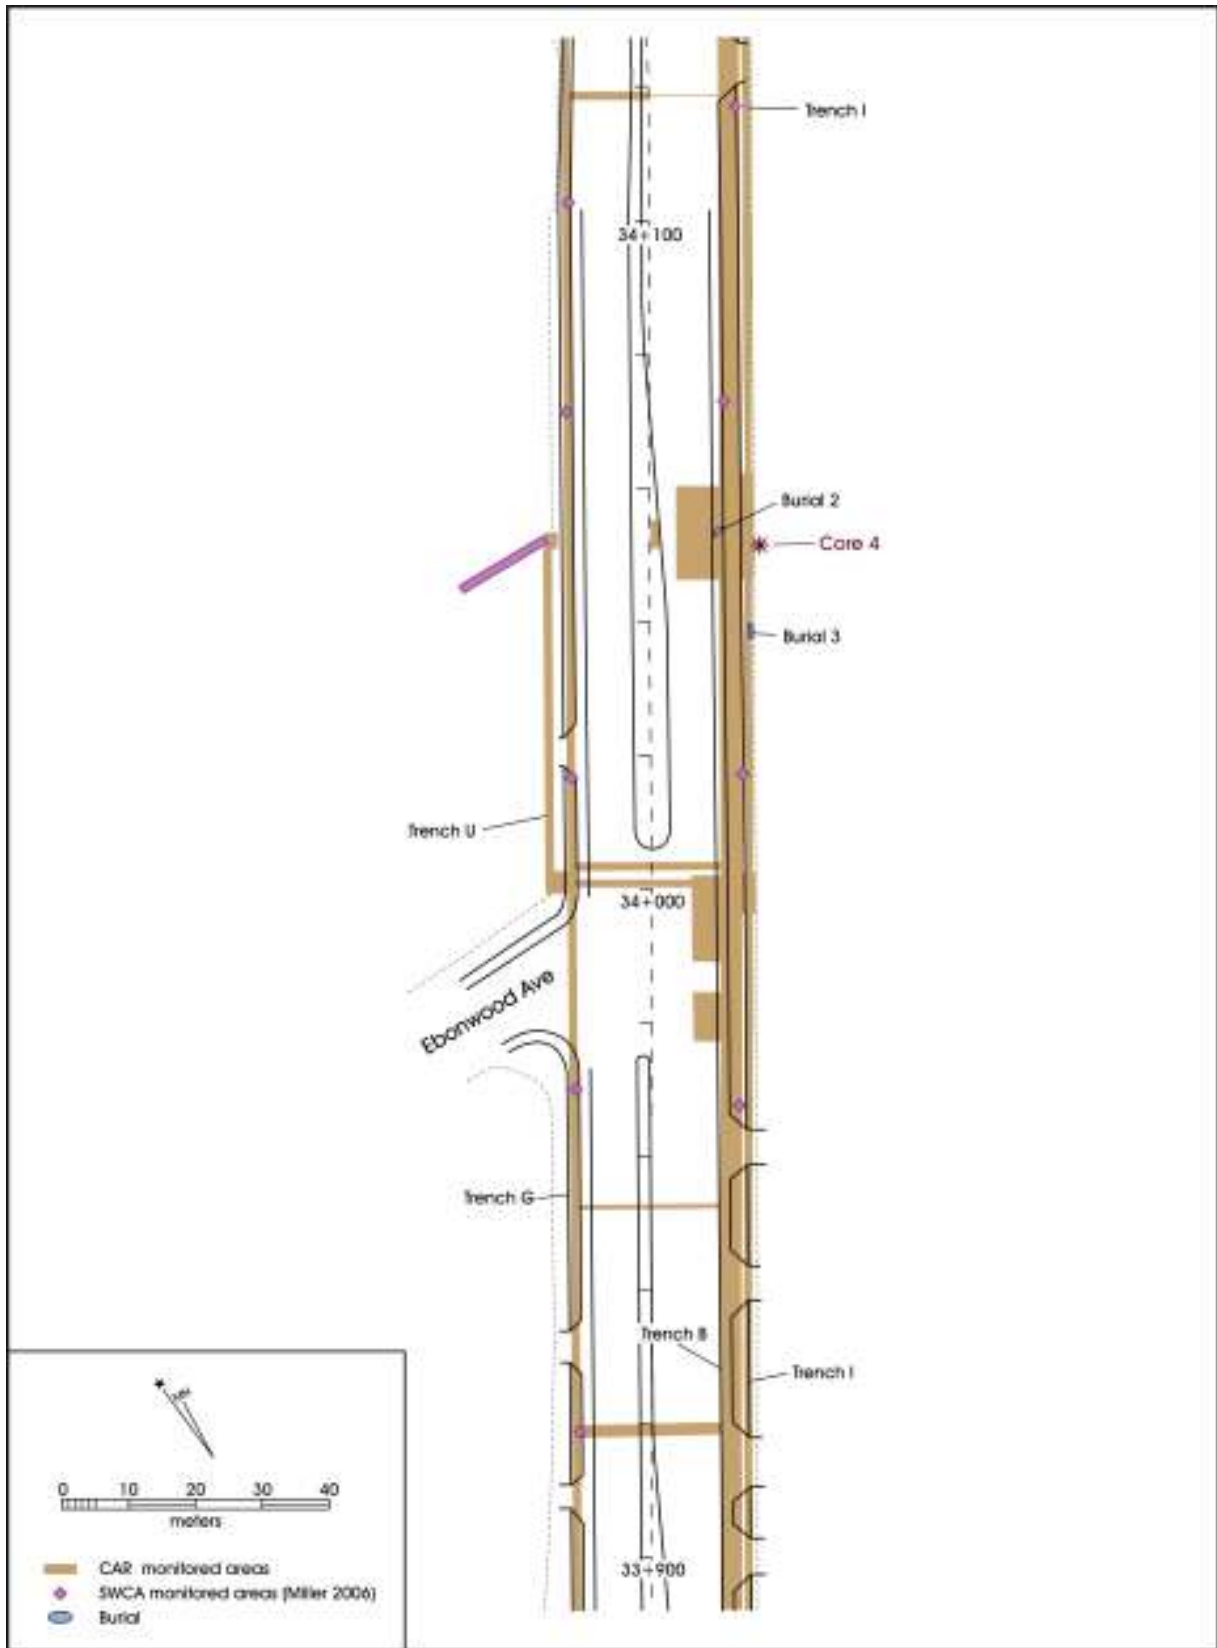 Trench I
34+100
Burial 2
Core 4
Burial 3
Trench U
34+000
Ebonwood Ave
Trench G
Trench B
Trench I
MN
0 10 20 30 40
meters
33+900
CAR monitored areas
SWCA monitored areas (Miller 2006)
Burial